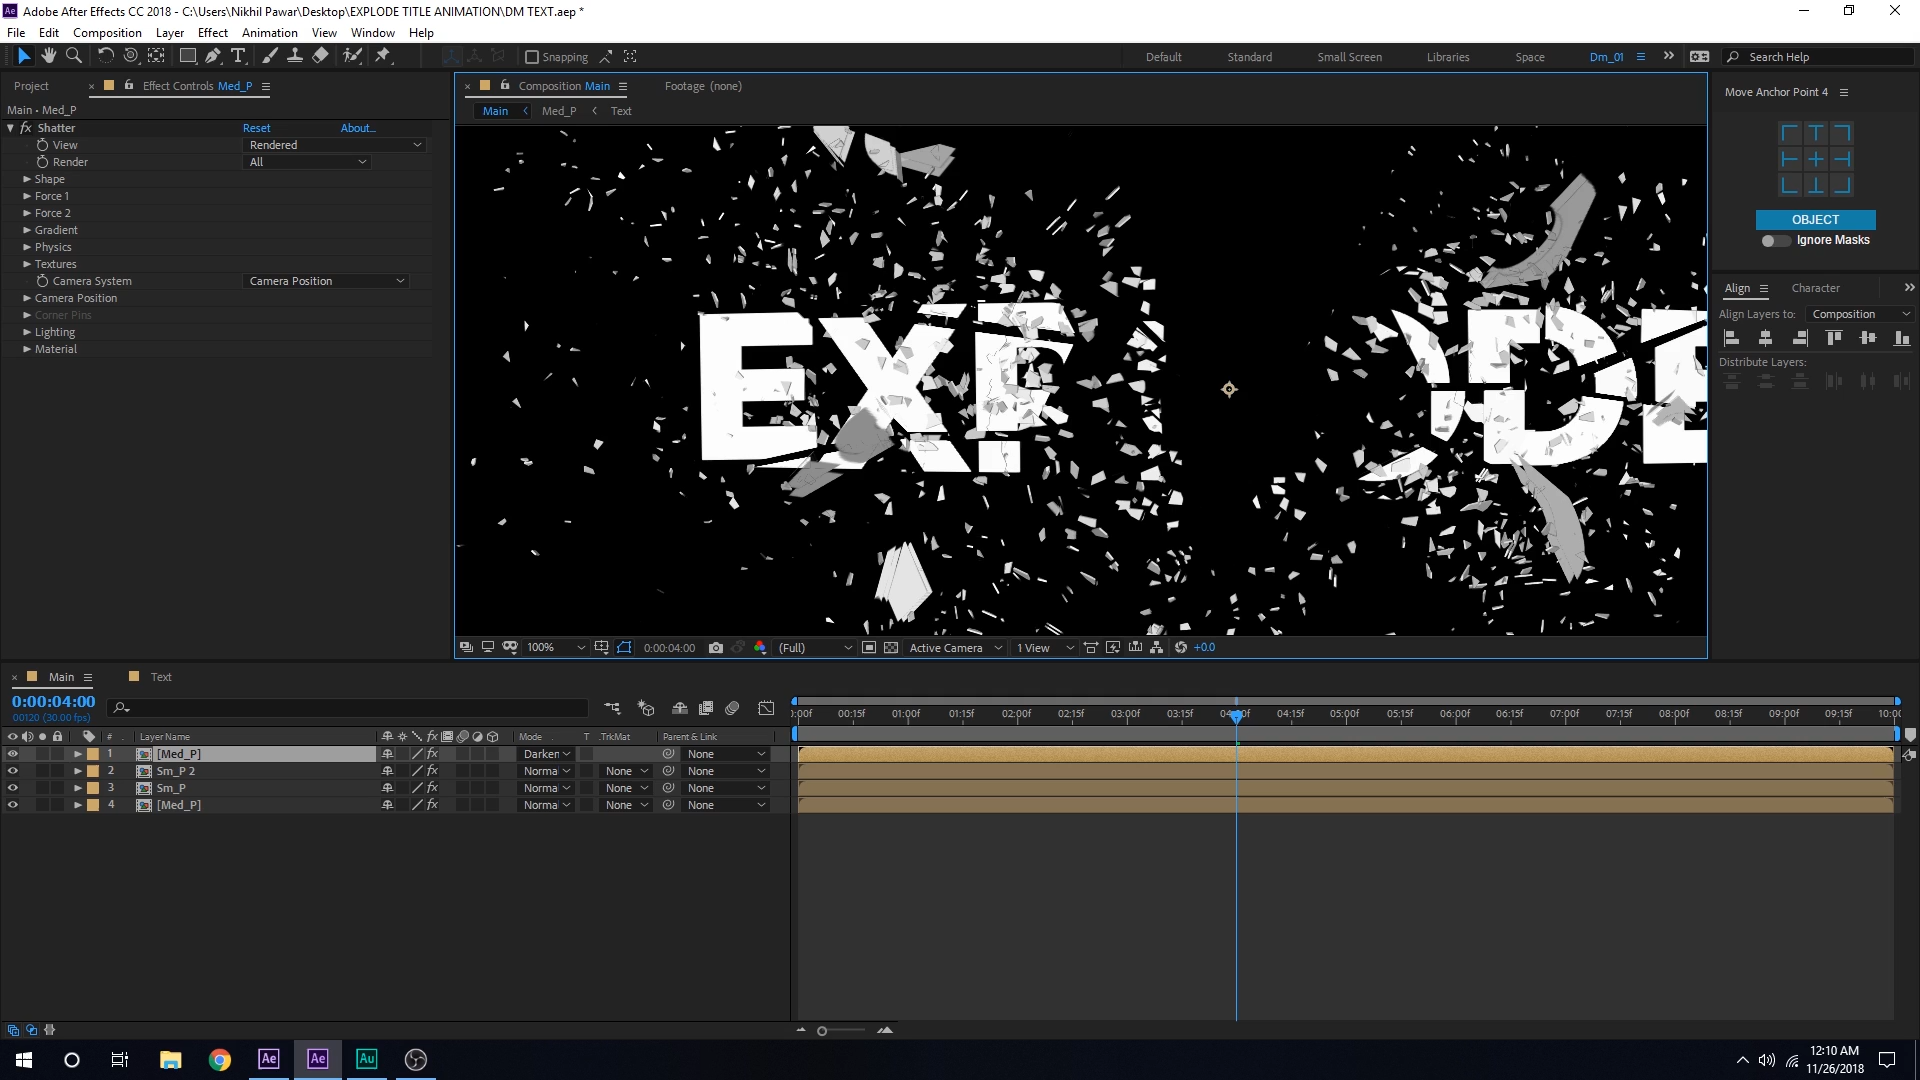 Ae Adobe After Effects CC 2018 - C:\Users\Nikhil Pawar\Desktop\EXPLODE TITLE ANIMATION\DM TEXT.aep *
File Edit Composition Layer Effect Animation View Window Help
Snapping Default Standard Small Screen Libraries Space Dm_01 Search Help
Project Effect Controls Med_P
Main • Med_P
Shatter Reset About...
View Rendered
Render All
Shape
Force 1
Force 2
Gradient
Physics
Textures
Camera System Camera Position
Camera Position
Corner Pins
Lighting
Material
Composition Main Footage (none)
Main Med_P Text
EXP DE
100% 0:00:04:00 (Full) Active Camera 1 View +0.0
Move Anchor Point 4
OBJECT
Ignore Masks
Align Character
Align Layers to: Composition
Distribute Layers:
Main Text
0:00:04:00
00120 (30.00 fps)
# Layer Name Mode T .TrkMat Parent & Link
1 [Med_P] Darken None
2 Sm_P 2 Norma None None
3 Sm_P Norma None None
4 [Med_P] Norma None None
):00f 00:15f 01:00f 01:15f 02:00f 02:15f 03:00f 03:15f 04:00f 04:15f 05:00f 05:15f 06:00f 06:15f 07:00f 07:15f 08:00f 08:15f 09:00f 09:15f 10:00
Ae Ae Au
12:10 AM
11/26/2018